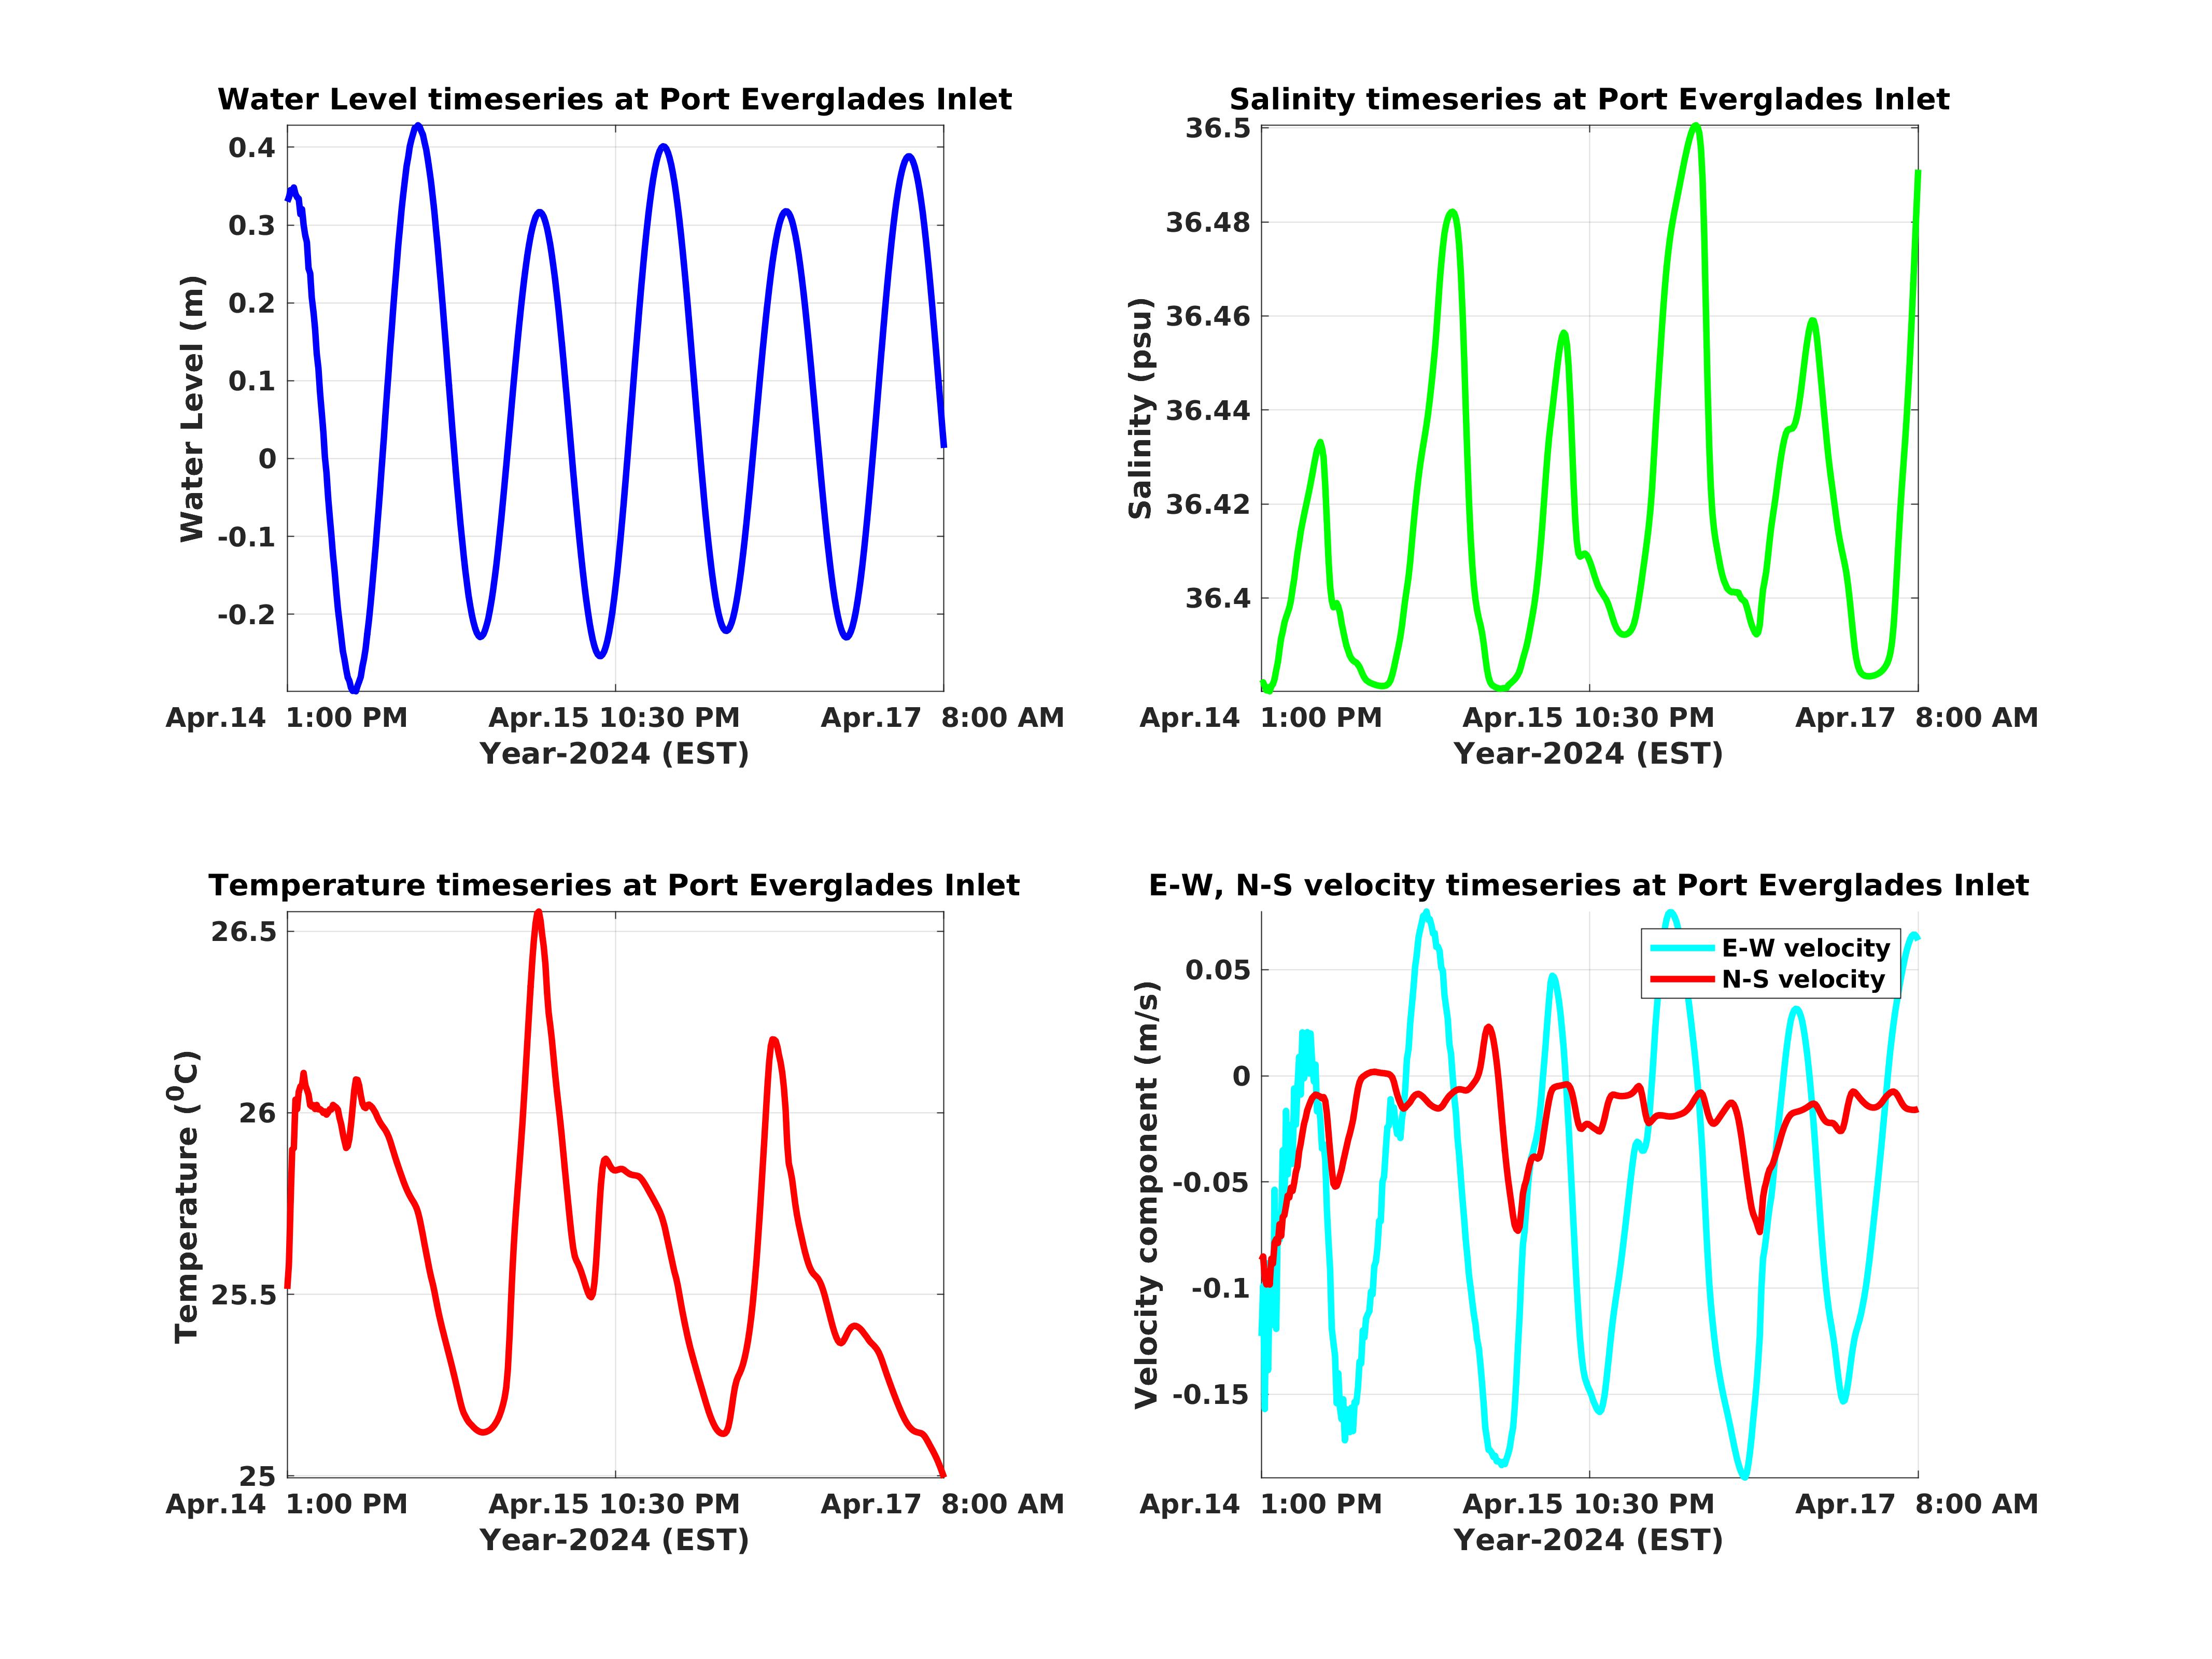 Water Level timeseries at Port Everglades Inlet
Water Level (m)
0.4
0.3
0.2
0.1
0
-0.1
-0.2
Apr.14 1:00 PM Apr.15 10:30 PM Apr.17 8:00 AM
Year-2024 (EST)
Salinity timeseries at Port Everglades Inlet
Salinity (psu)
36.5
36.48
36.46
36.44
36.42
36.4
Apr.14 1:00 PM Apr.15 10:30 PM Apr.17 8:00 AM
Year-2024 (EST)
Temperature timeseries at Port Everglades Inlet
Temperature (⁰C)
26.5
26
25.5
25
Apr.14 1:00 PM Apr.15 10:30 PM Apr.17 8:00 AM
Year-2024 (EST)
E-W, N-S velocity timeseries at Port Everglades Inlet
Velocity component (m/s)
E-W velocity
N-S velocity
0.05
0
-0.05
-0.1
-0.15
Apr.14 1:00 PM Apr.15 10:30 PM Apr.17 8:00 AM
Year-2024 (EST)